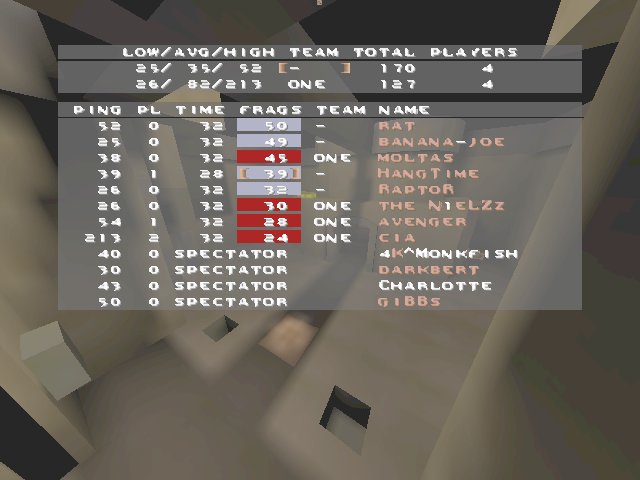 LOW/AVG/HIGH TEAM TOTAL PLAYERS
25/ 35/ 52 [- ] 170 4
26/ 82/213 ONE 127 4
PING PL TIME FRAGS TEAM NAME
52 0 32 50 - RAT
25 0 32 49 - BANANA-JOE
38 0 32 45 ONE MOLTAS
39 1 28 [ 39 ] - HANGTIME
26 0 32 32 - RAPTOR
26 0 32 30 ONE THE N1ELZZ
54 1 32 28 ONE AVENGER
213 2 32 24 ONE CIA
40 0 SPECTATOR 4K^MONKFISH
30 0 SPECTATOR DARKBERT
43 0 SPECTATOR CHARLOTTE
50 0 SPECTATOR GIBBS